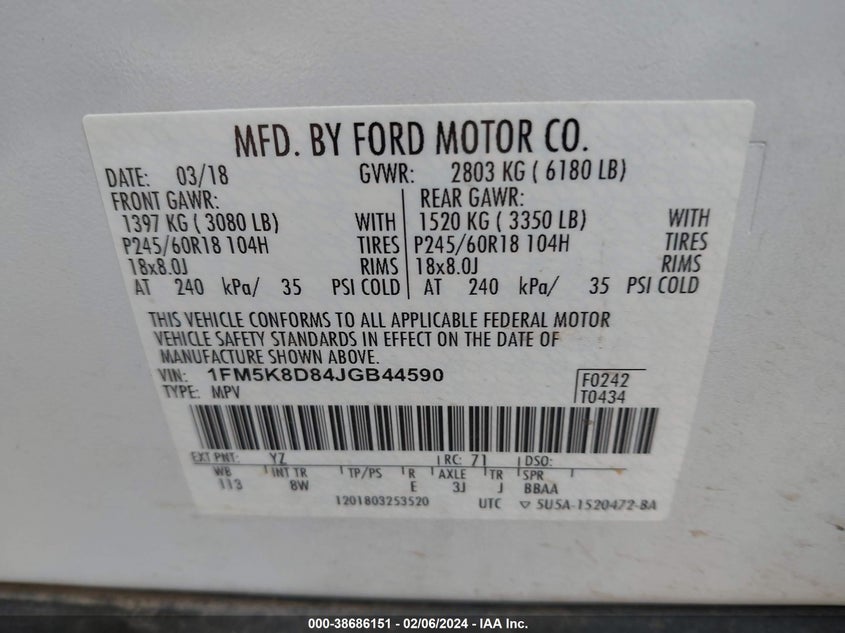 MFD. BY FORD MOTOR CO.
DATE: 03/18 GVWR: 2803 KG ( 6180 LB)
FRONT GAWR: REAR GAWR:
1397 KG ( 3080 LB) WITH 1520 KG ( 3350 LB) WITH
P245/60R18 104H TIRES P245/60R18 104H TIRES
18x8.0J RIMS 18x8.0J RIMS
AT 240 kPa/ 35 PSI COLD AT 240 kPa/ 35 PSI COLD
THIS VEHICLE CONFORMS TO ALL APPLICABLE FEDERAL MOTOR
VEHICLE SAFETY STANDARDS IN EFFECT ON THE DATE OF
MANUFACTURE SHOWN ABOVE.
VIN: 1FM5K8D84JGB44590 F0242
TYPE: MPV T0434
EXT PNT: YZ RC: 71 DSO:
WB INT TR TP/PS R AXLE TR SPR
113 8W E 3J J BBAA
1201803253520 UTC ▽ 5U5A-1520472-BA
000-38686151 — 02/06/2024 — IAA Inc.